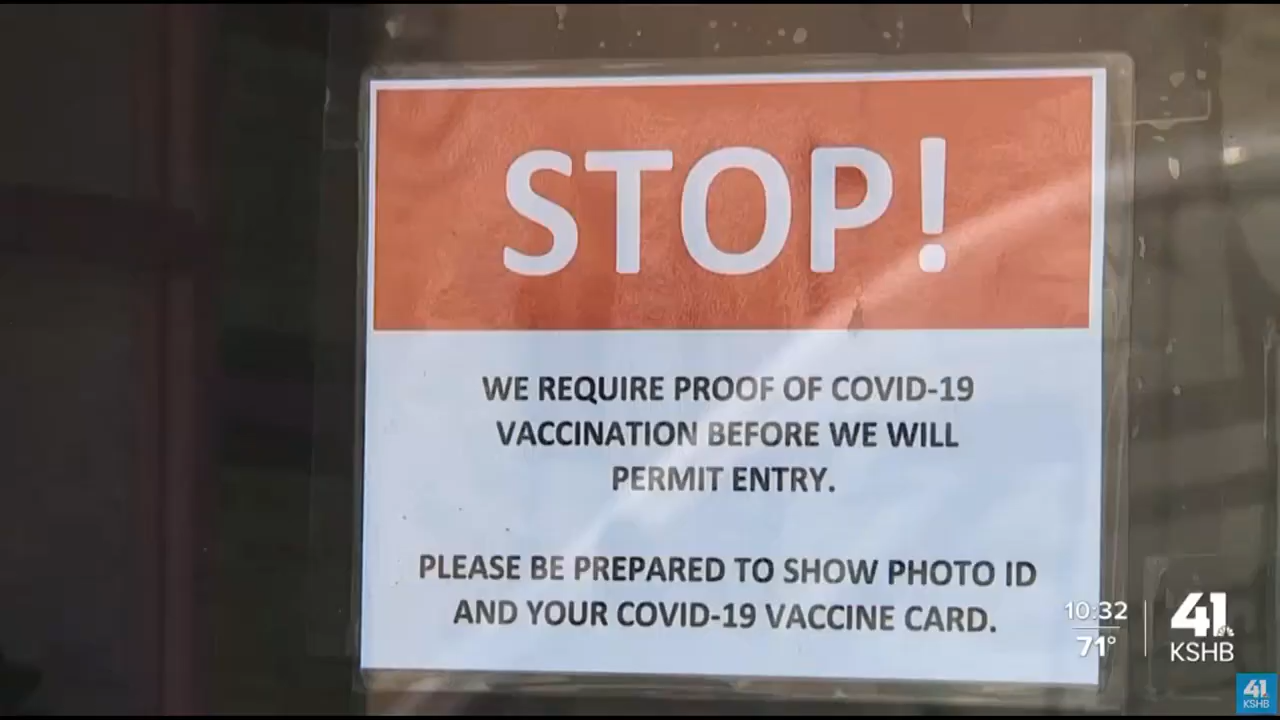 STOP!
WE REQUIRE PROOF OF COVID-19
VACCINATION BEFORE WE WILL
PERMIT ENTRY.
PLEASE BE PREPARED TO SHOW PHOTO ID
AND YOUR COVID-19 VACCINE CARD.
10:32
71°
41
KSHB
41
KSHB